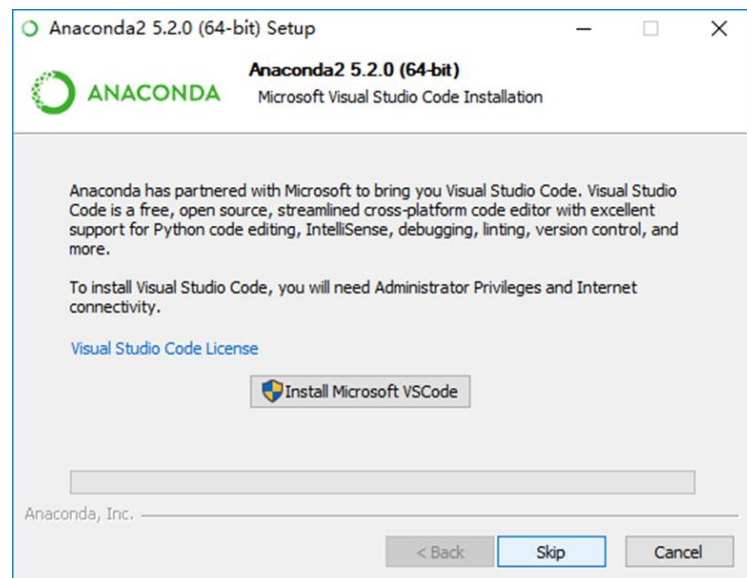 Anaconda2 5.2.0 (64-bit) Setup
ANACONDA
Anaconda2 5.2.0 (64-bit)
Microsoft Visual Studio Code Installation
Anaconda has partnered with Microsoft to bring you Visual Studio Code. Visual Studio
Code is a free, open source, streamlined cross-platform code editor with excellent
support for Python code editing, IntelliSense, debugging, linting, version control, and
more.
To install Visual Studio Code, you will need Administrator Privileges and Internet
connectivity.
Visual Studio Code License
Install Microsoft VSCode
Anaconda, Inc.
< Back
Skip
Cancel